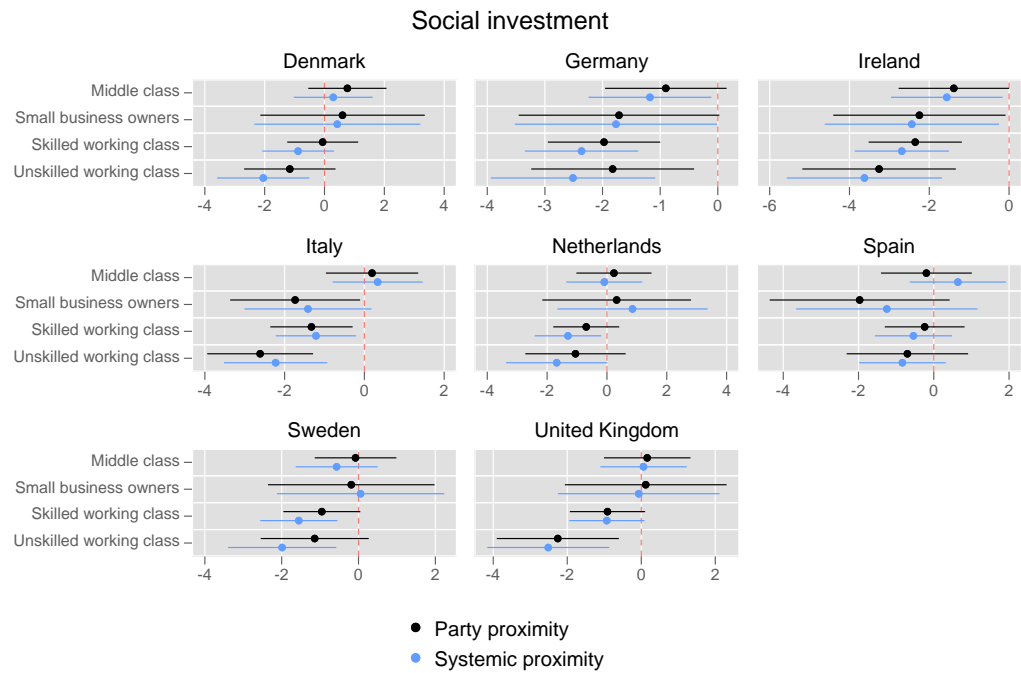 Social investment
Denmark Germany Ireland
Middle class
Small business owners
Skilled working class
Unskilled working class
-4 -2 0 2 4 -4 -3 -2 -1 0 -6 -4 -2 0
Italy Netherlands Spain
Middle class
Small business owners
Skilled working class
Unskilled working class
-4 -2 0 2 -4 -2 0 2 4 -4 -2 0 2
Sweden United Kingdom
Middle class
Small business owners
Skilled working class
Unskilled working class
-4 -2 0 2 -4 -2 0 2
Party proximity
Systemic proximity